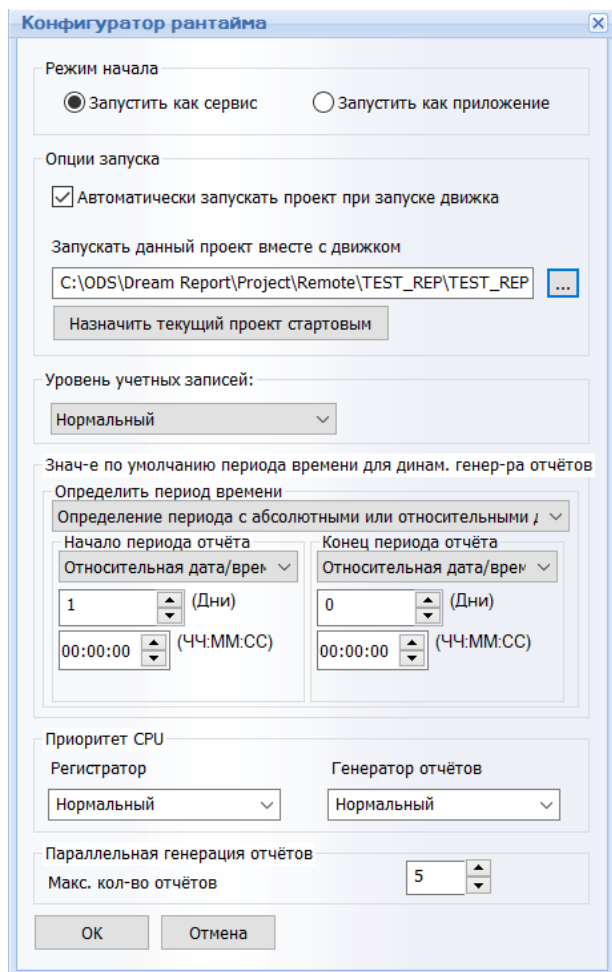 Конфигуратор рантайма
Режим начала
Запустить как сервис Запустить как приложение
Опции запуска
Автоматически запускать проект при запуске движка
Запускать данный проект вместе с движком
C:\ODS\Dream Report\Project\Remote\TEST_REP\TEST_REP ...
Назначить текущий проект стартовым
Уровень учетных записей:
Нормальный
Знач-е по умолчанию периода времени для динам. генер-ра отчётов
Определить период времени
Определение периода с абсолютными или относительными
Начало периода отчёта Конец периода отчёта
Относительная дата/врем Относительная дата/врем
1 (Дни) 0 (Дни)
00:00:00 (ЧЧ:ММ:СС) 00:00:00 (ЧЧ:ММ:СС)
Приоритет CPU
Регистратор Генератор отчётов
Нормальный Нормальный
Параллельная генерация отчётов
Макс. кол-во отчётов 5
OK Отмена